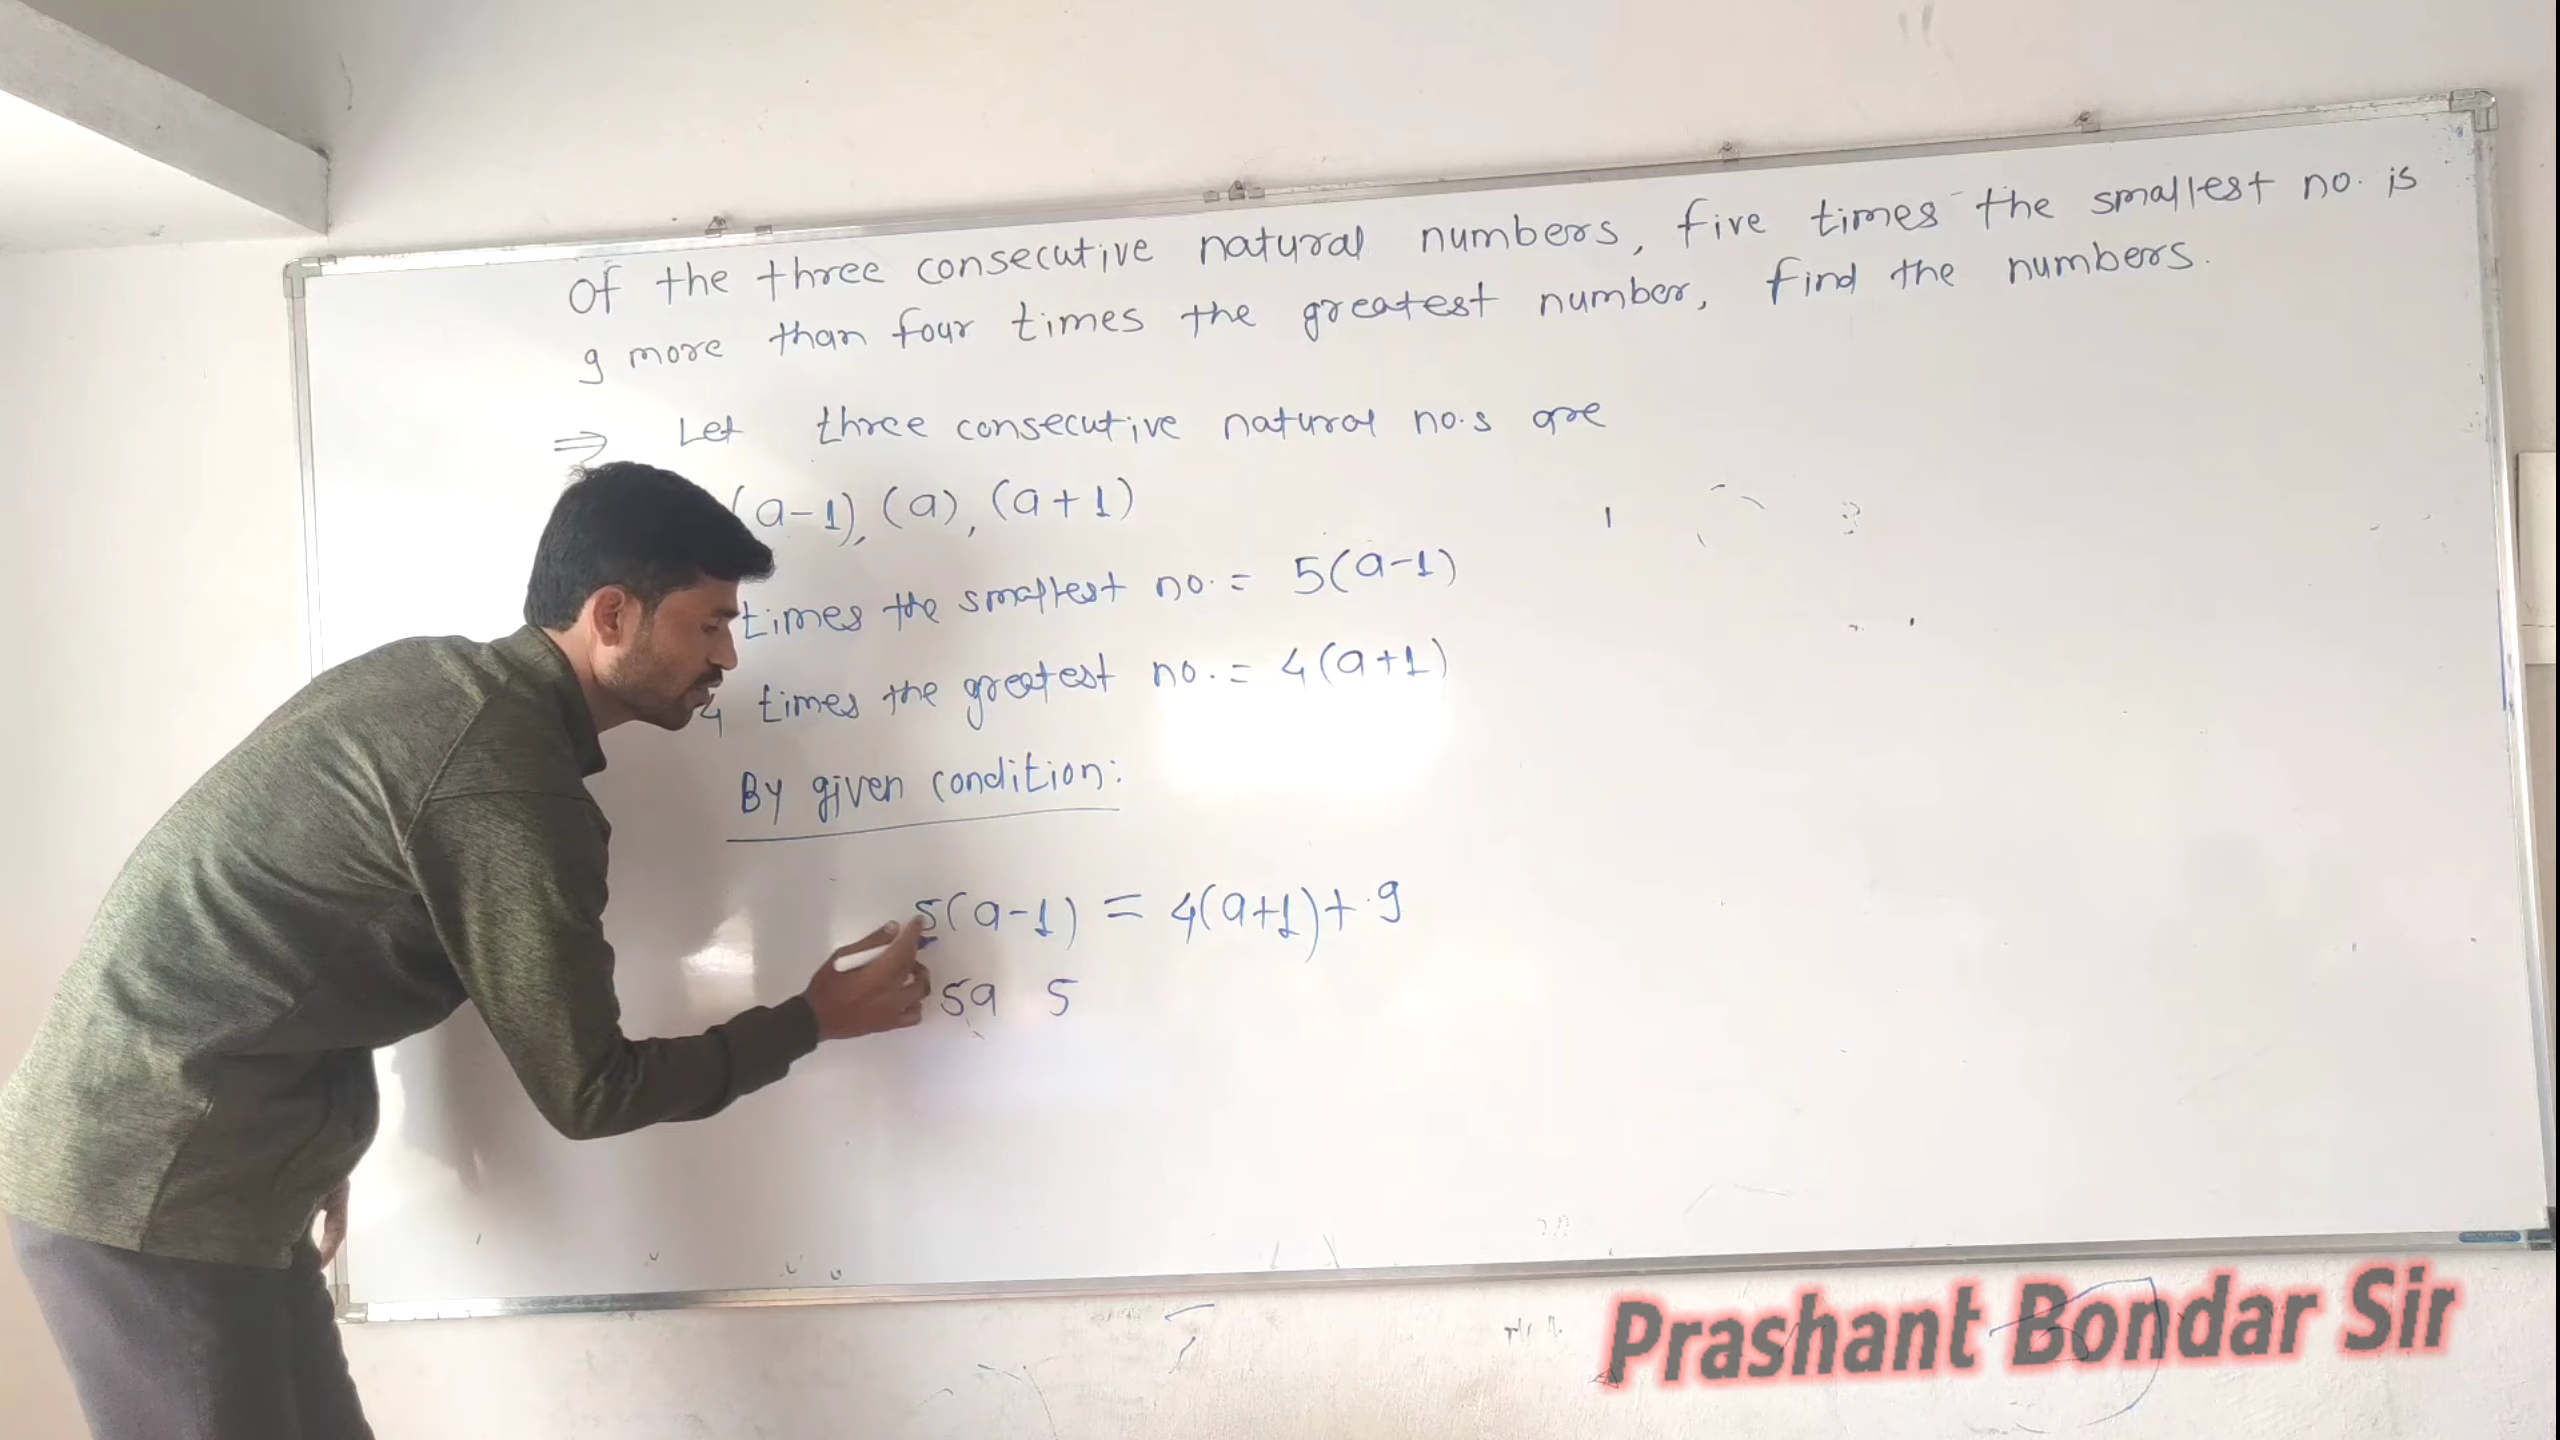 Of the three consecutive natural numbers, five times the smallest no. is
9 more than four times the greatest number, find the numbers.
⇒ Let three consecutive natural no.s are
(a-1), (a), (a+1)
times the smallest no. = 5(a-1)
4 times the greatest no. = 4(a+1)
By given condition:
5(a-1) = 4(a+1)+9
5a 5
Prashant Bondar Sir